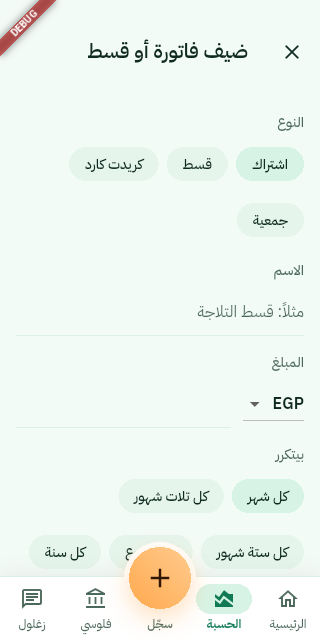 DEBUG
ضيف فاتورة أو قسط
النوع
اشتراك قسط كريدت كارد
جمعية
الاسم
مثلاً: قسط التلاجة
المبلغ
EGP
بيتكرر
كل شهر كل تلات شهور
كل ستة شهور كل سنة
الرئيسية الحسبة سجّل فلوسي زغلول